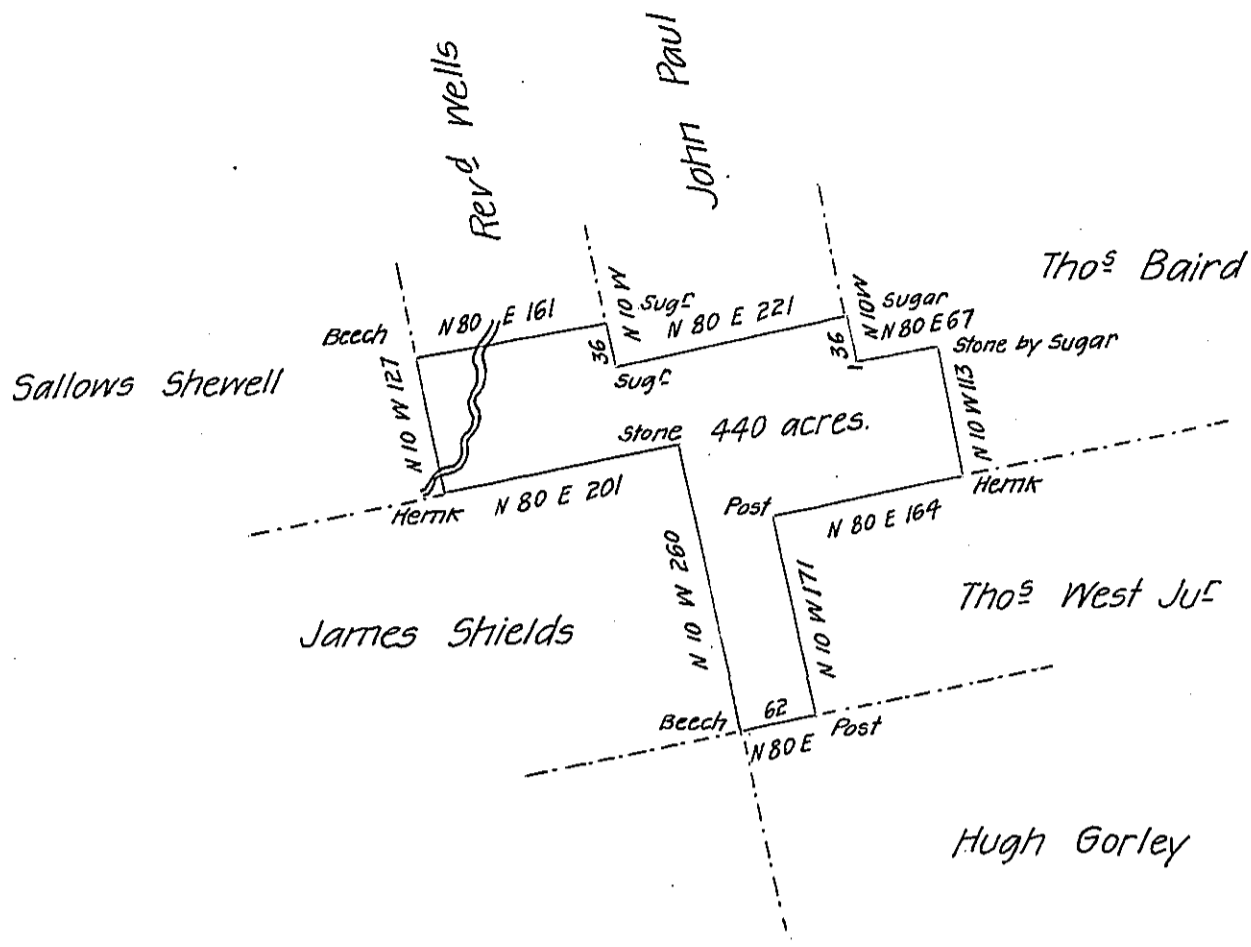 Revd Wells
John Paul
Thos Baird
Sallows Shewell
Beech
N 80 E 161
N 10 W
36
Sugr
Sugr
N 80 E 221
N 10 W
36
Sugar
N 80 E 67
Stone by Sugar
N 10 W 127
N 10 W 113
Hemk
N 80 E 201
Stone
440 acres.
Post
N 80 E 164
Hemk
N 10 W 260
N 10 W 171
James Shields
Thos West Jur
Beech
62
N 80 E
Post
Hugh Gorley